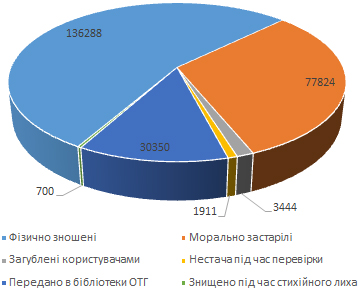 136288
77824
30350
700
1911
3444
Фізично зношені
Морально застарілі
Загублені користувачами
Нестача під час перевірки
Передано в бібліотеки ОТГ
Знищено під час стихійного лиха